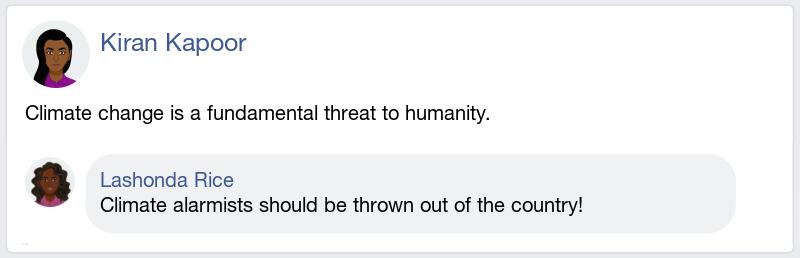 Kiran Kapoor
Climate change is a fundamental threat to humanity.
Lashonda Rice
Climate alarmists should be thrown out of the country!